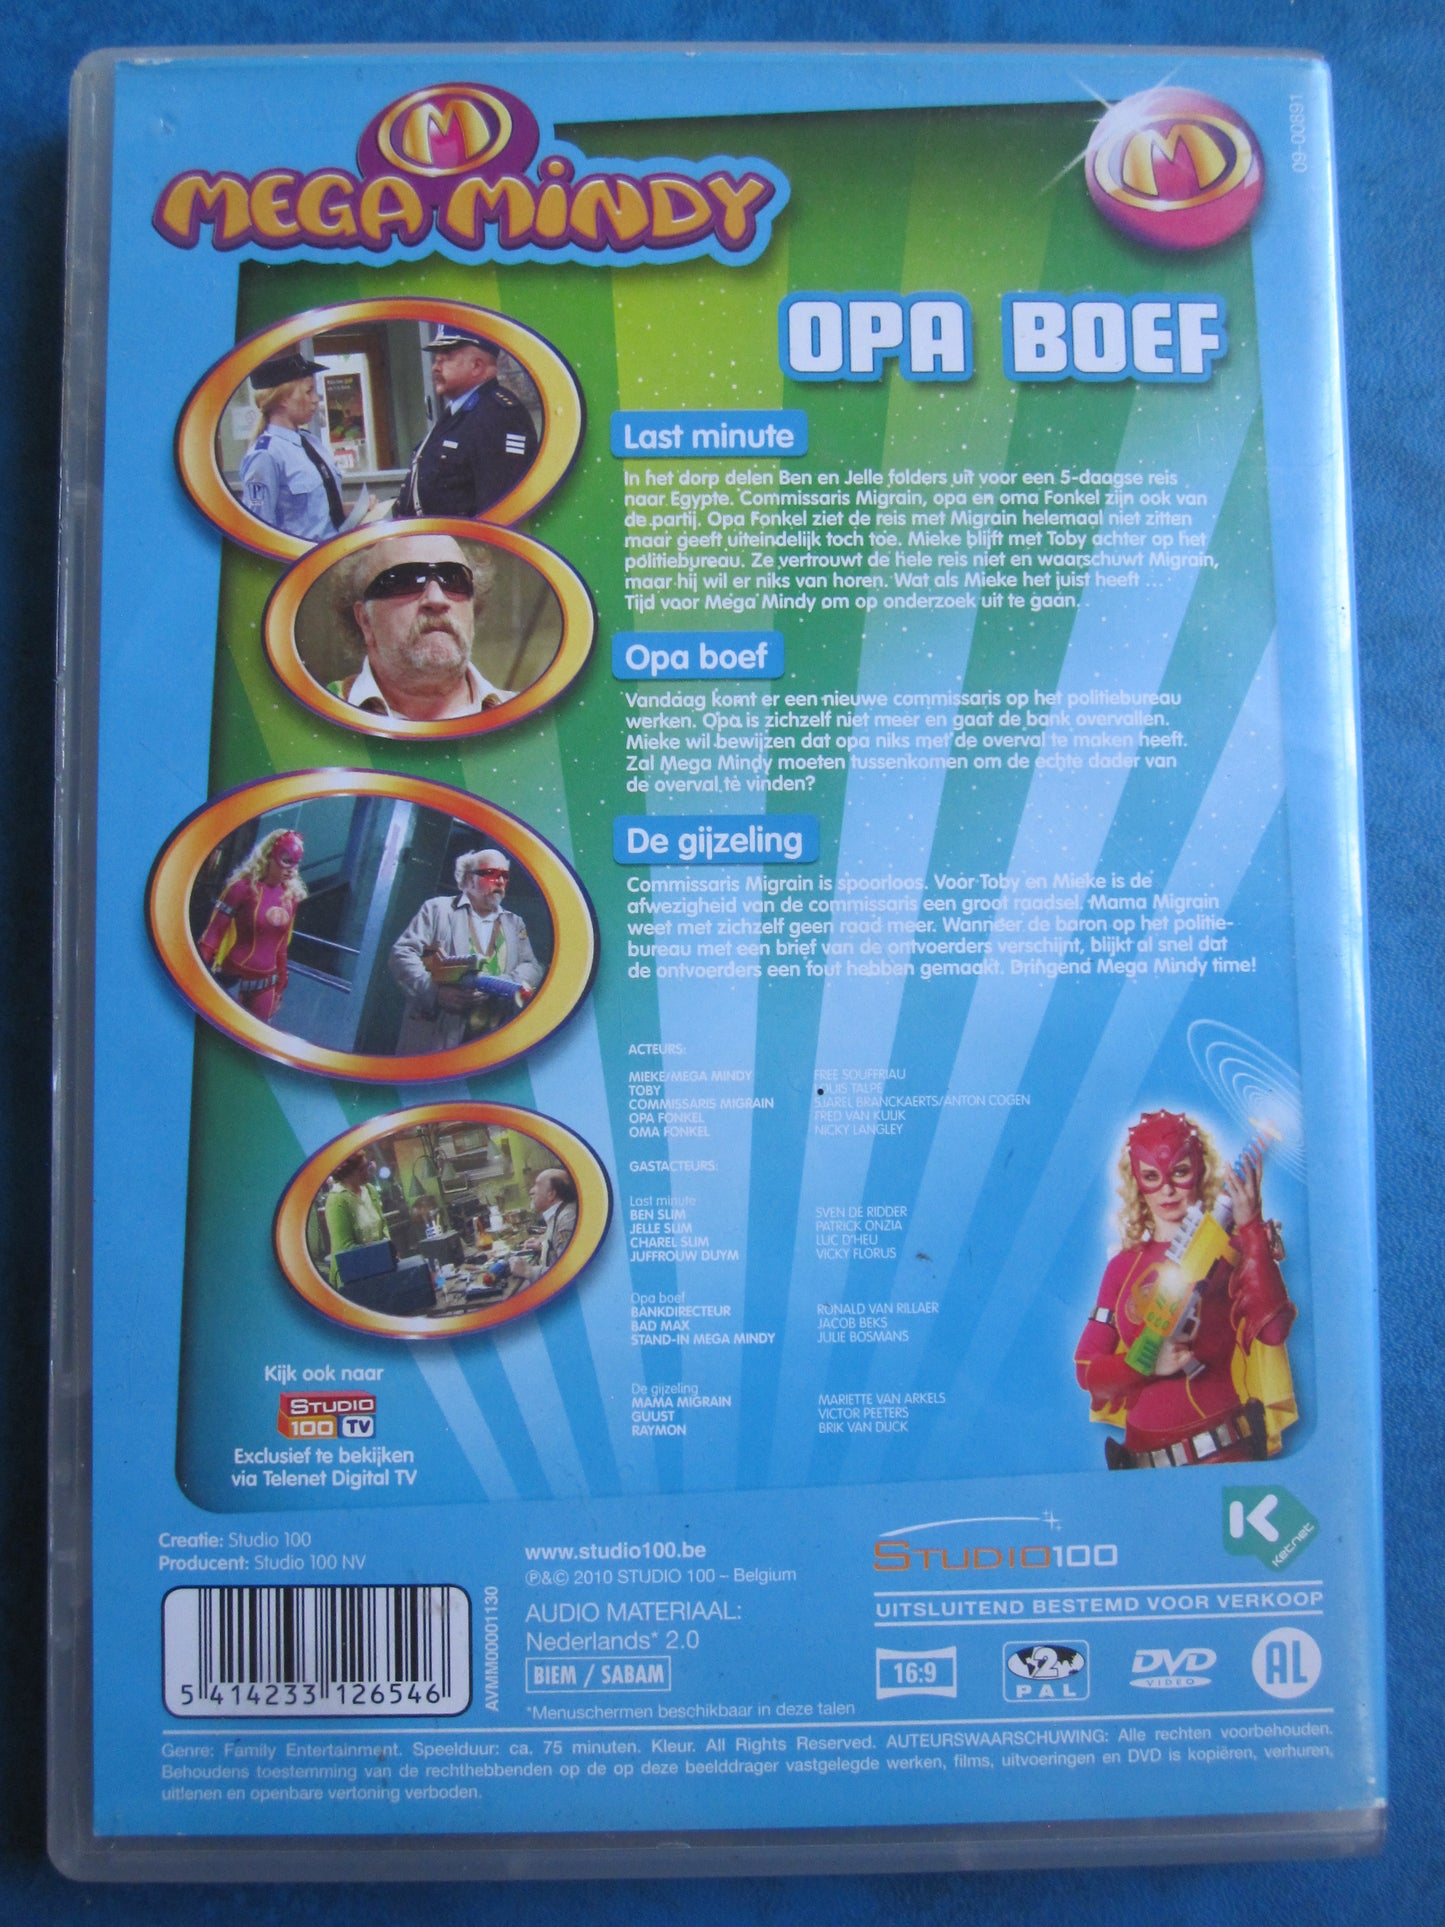 09-00891
M
M
MEGA MINDY
OPA BOEF
Last minute
In het dorp delen Ben en Jelle folders uit voor een 5-daagse reis
naar Egypte. Commissaris Migrain, opa en oma Fonkel zijn ook van
de partij. Opa Fonkel ziet de reis met Migrain helemaal niet zitten
maar geeft uiteindelijk toch toe. Mieke blijft met Toby achter op het
politiebureau. Ze vertrouwt de hele reis niet en waarschuwt Migrain,
maar hij wil er niks van horen. Wat als Mieke het juist heeft ...
Tijd voor Mega Mindy om op onderzoek uit te gaan.
Opa boef
Vandaag komt er een nieuwe commissaris op het politiebureau
werken. Opa is zichzelf niet meer en gaat de bank overvallen.
Mieke wil bewijzen dat opa niks met de overval te maken heeft.
Zal Mega Mindy moeten tussenkomen om de echte dader van
de overval te vinden?
De gijzeling
Commissaris Migrain is spoorloos. Voor Toby en Mieke is de
afwezigheid van de commissaris een groot raadsel. Mama Migrain
weet met zichzelf geen raad meer. Wanneer de baron op het politie-
bureau met een brief van de ontvoerders verschijnt, blijkt al snel dat
de ontvoerders een fout hebben gemaakt. Dringend Mega Mindy time!
ACTEURS:
MIEKE/MEGA MINDY FREE SOUFFRIAU
TOBY LOUIS TALPE
COMMISSARIS MIGRAIN SJAREL BRANCKAERTS/ANTON COGEN
OPA FONKEL FRED VAN KUIJK
OMA FONKEL NICKY LANGLEY
GASTACTEURS:
Last minute
BEN SLIM SVEN DE RIDDER
JELLE SLIM PATRICK ONZIA
CHAREL SLIM LUC D'HEU
JUFFROUW DUYM VICKY FLORUS
Opa boef
BANKDIRECTEUR RONALD VAN RILLAER
BAD MAX JACOB BEKS
STAND-IN MEGA MINDY JULIE BOSMANS
De gijzeling
MAMA MIGRAIN MARIETTE VAN ARKELS
GUUST VICTOR PEETERS
RAYMON BRIK VAN DIJCK
Kijk ook naar
STUDIO
100 TV
Exclusief te bekijken
via Telenet Digital TV
Creatie: Studio 100
Producent: Studio 100 NV
5 414233 126546
AVMM00001130
www.studio100.be
℗&© 2010 STUDIO 100 – Belgium
AUDIO MATERIAAL:
Nederlands* 2.0
BIEM / SABAM
*Menuschermen beschikbaar in deze talen
STUDIO100
K
Ketnet
UITSLUITEND BESTEMD VOOR VERKOOP
16:9
2
PAL
DVD
VIDEO
AL
Genre: Family Entertainment. Speelduur: ca. 75 minuten. Kleur. All Rights Reserved. AUTEURSWAARSCHUWING: Alle rechten voorbehouden.
Behoudens toestemming van de rechthebbenden op de op deze beelddrager vastgelegde werken, films, uitvoeringen en DVD is kopiëren, verhuren,
uitlenen en openbare vertoning verboden.